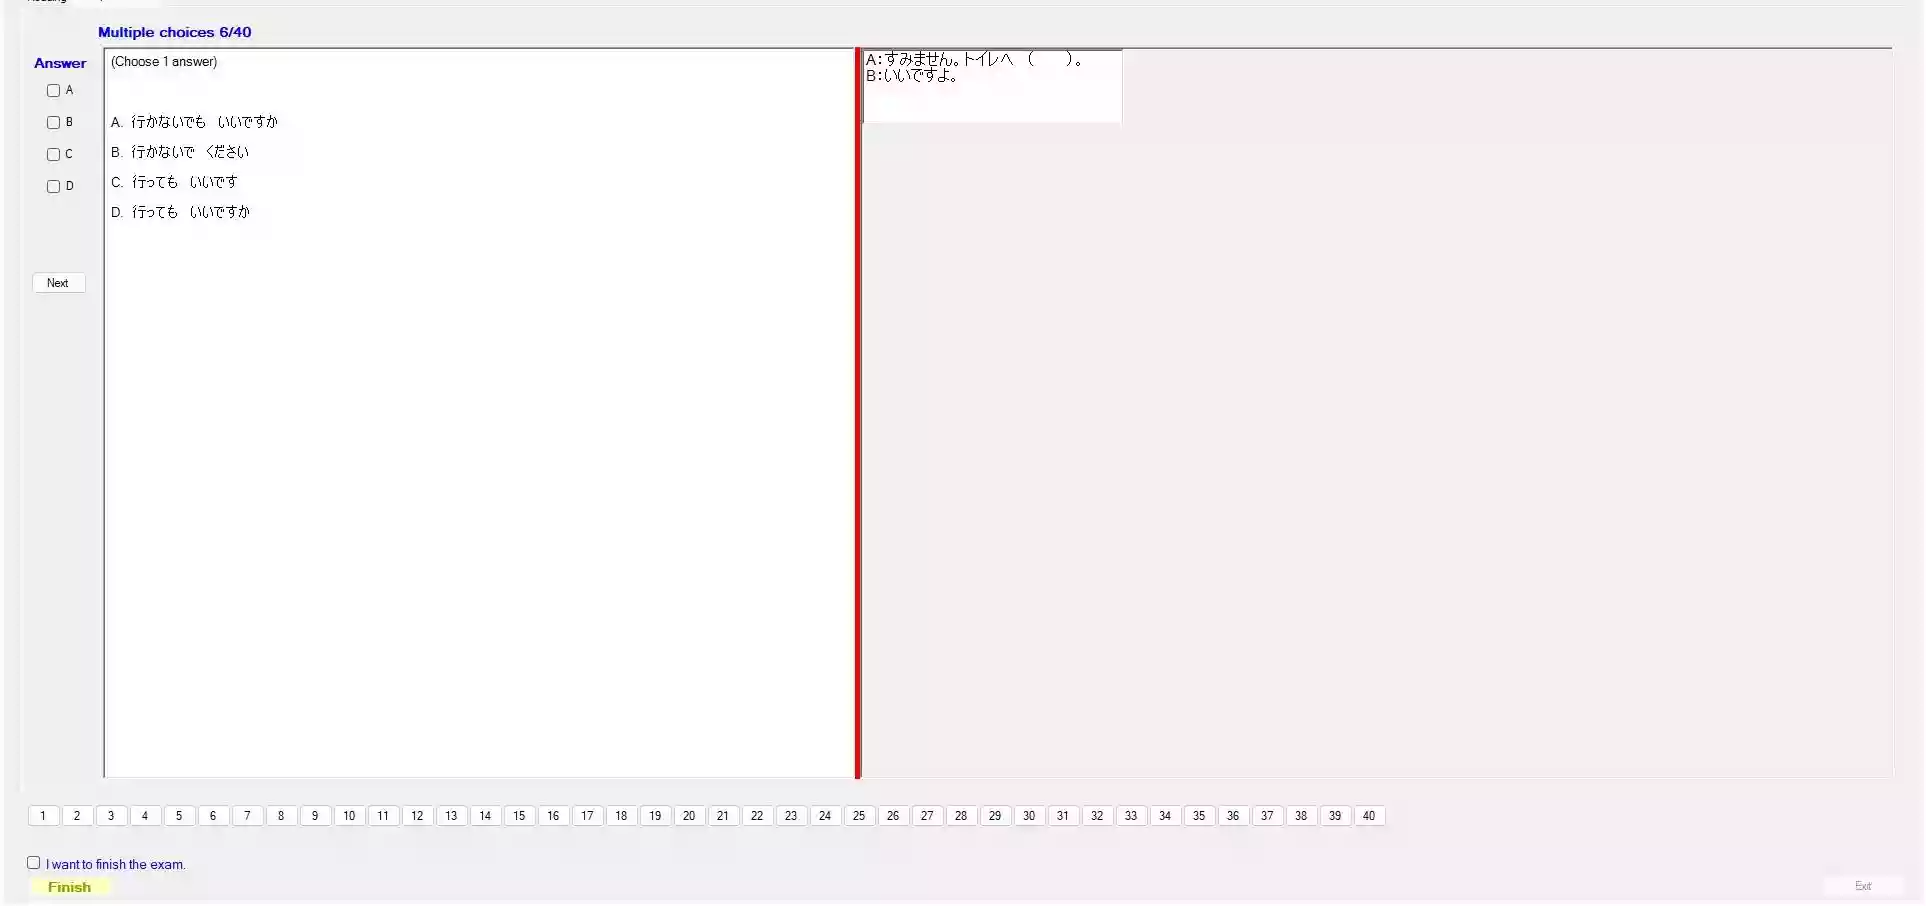 Multiple choices 6/40
Answer
A
B
C
D
Next
(Choose 1 answer)
A. 行かないでも　いいですか
B. 行かないで　ください
C. 行っても　いいです
D. 行っても　いいですか
A：すみません。トイレへ　（　　）。
B：いいですよ。
1 2 3 4 5 6 7 8 9 10 11 12 13 14 15 16 17 18 19 20 21 22 23 24 25 26 27 28 29 30 31 32 33 34 35 36 37 38 39 40
I want to finish the exam.
Finish
Exit